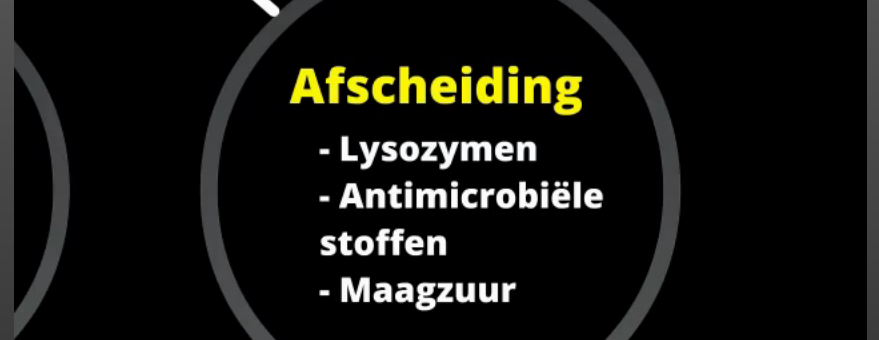 Afscheiding
- Lysozymen
- Antimicrobiële
stoffen
- Maagzuur